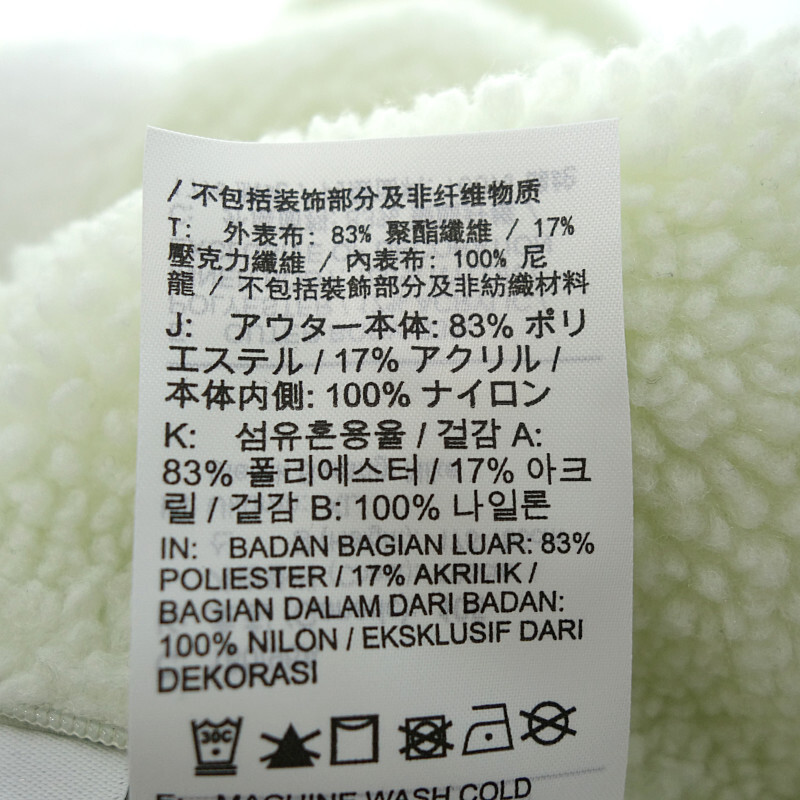 / 不包括装饰部分及非纤维物质
T: 外表布: 83% 聚酯纖維 / 17%
壓克力纖維 / 內表布: 100% 尼
龍 / 不包括裝飾部分及非紡織材料
J: アウター本体: 83% ポリ
エステル / 17% アクリル /
本体内側: 100% ナイロン
K: 섬유혼용율 / 겉감 A:
83% 폴리에스터 / 17% 아크
릴 / 겉감 B: 100% 나일론
IN: BADAN BAGIAN LUAR: 83%
POLIESTER / 17% AKRILIK /
BAGIAN DALAM DARI BADAN:
100% NILON / EKSKLUSIF DARI
DEKORASI
30C
E: MACHINE WASH COLD